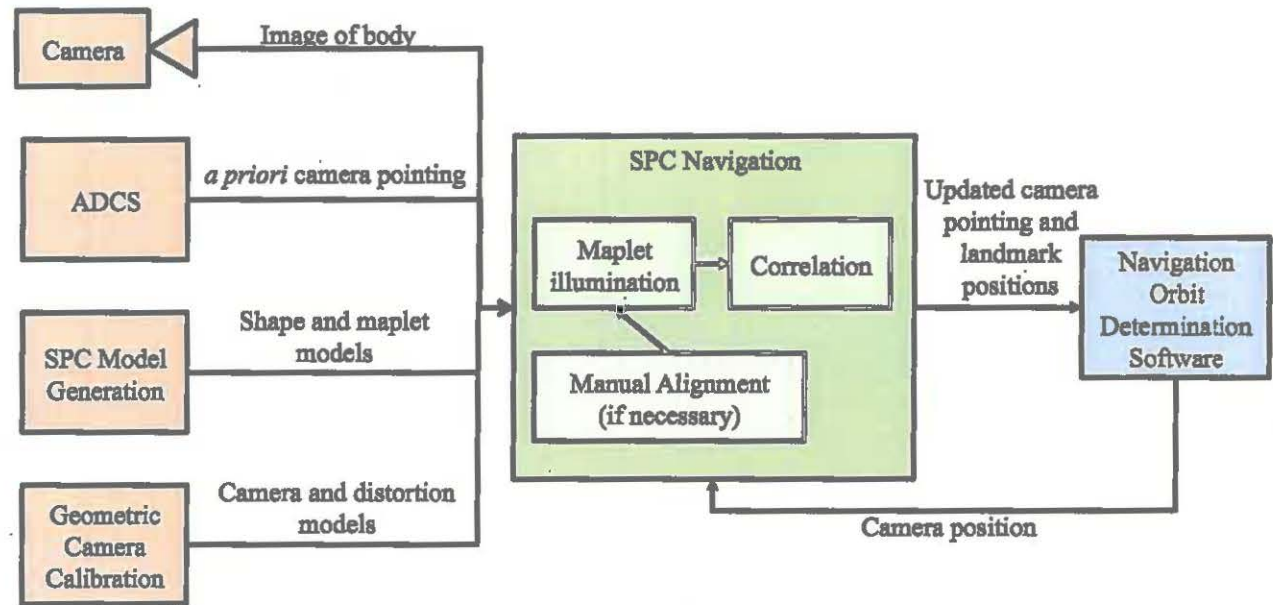 Camera
Image of body
ADCS
a priori camera pointing
SPC Model
Generation
Shape and maplet
models
Geometric
Camera
Calibration
Camera and distortion
models
SPC Navigation
Maplet
illumination
Correlation
Manual Alignment
(if necessary)
Updated camera
pointing and
landmark
positions
Navigation
Orbit
Determination
Software
Camera position